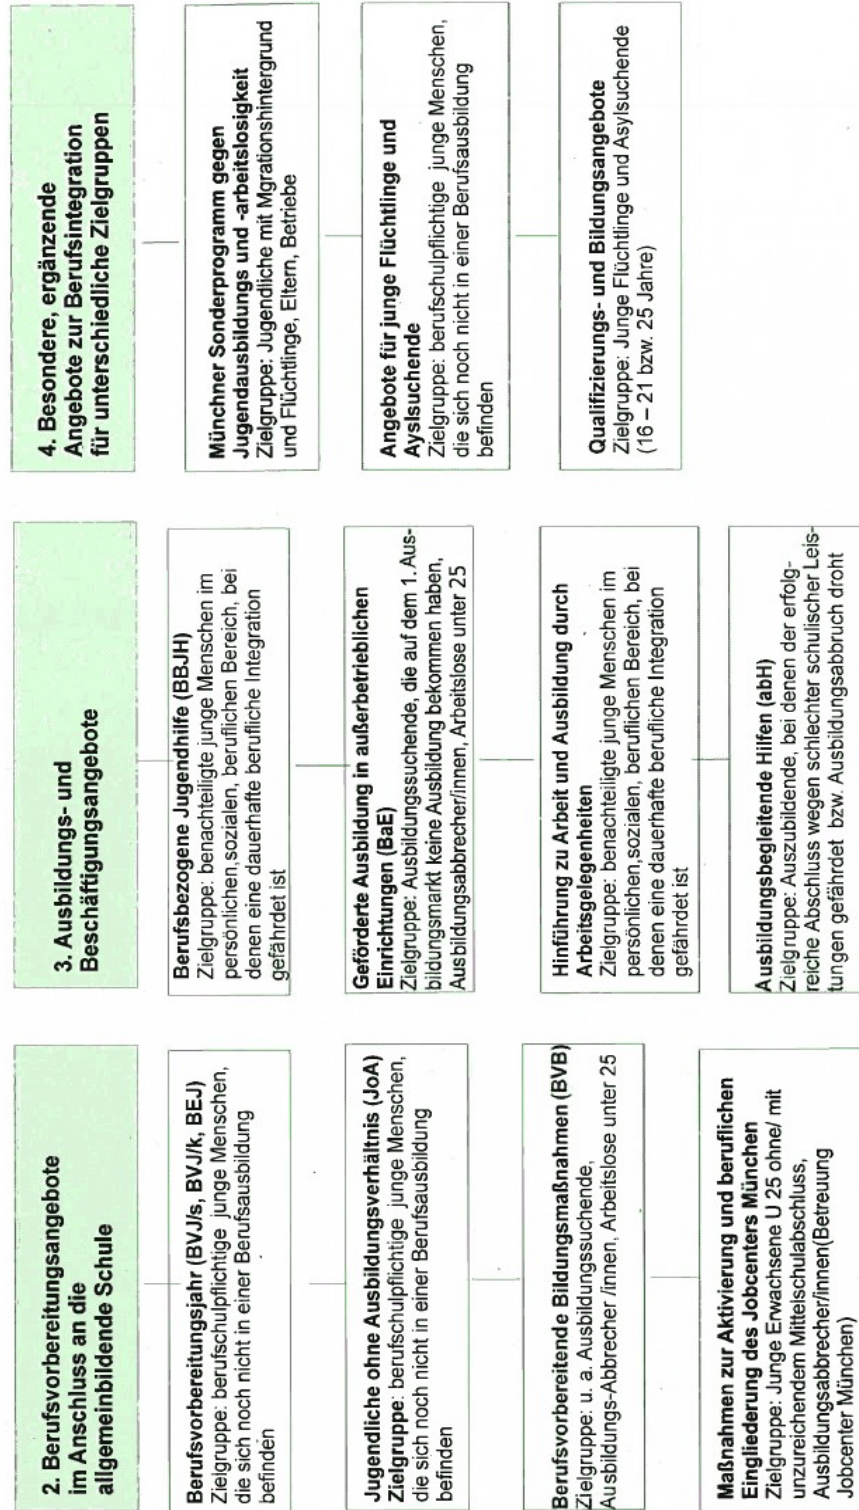 2. Berufsvorbereitungsangebote
im Anschluss an die
allgemeinbildende Schule
Berufsvorbereitungsjahr (BVJ/s, BVJ/k, BEJ)
Zielgruppe: berufschulpflichtige junge Menschen,
die sich noch nicht in einer Berufsausbildung
befinden
Jugendliche ohne Ausbildungsverhältnis (JoA)
Zielgruppe: berufschulpflichtige junge Menschen,
die sich noch nicht in einer Berufsausbildung
befinden
Berufsvorbereitende Bildungsmaßnahmen (BVB)
Zielgruppe: u. a. Ausbildungssuchende,
Ausbildungs-Abbrecher /innen, Arbeitslose unter 25
Maßnahmen zur Aktivierung und beruflichen
Eingliederung des Jobcenters München
Zielgruppe: Junge Erwachsene U 25 ohne/ mit
unzureichendem Mittelschulabschluss,
Ausbildungsabbrecher/innen(Betreuung
Jobcenter München)
3. Ausbildungs- und
Beschäftigungsangebote
Berufsbezogene Jugendhilfe (BBJH)
Zielgruppe: benachteiligte junge Menschen im
persönlichen,sozialen, beruflichen Bereich, bei
denen eine dauerhafte berufliche Integration
gefährdet ist
Geförderte Ausbildung in außerbetrieblichen
Einrichtungen (BaE)
Zielgruppe: Ausbildungssuchende, die auf dem 1. Aus-
bildungsmarkt keine Ausbildung bekommen haben,
Ausbildungsabbrecher/innen, Arbeitslose unter 25
Hinführung zu Arbeit und Ausbildung durch
Arbeitsgelegenheiten
Zielgruppe: benachteiligte junge Menschen im
persönlichen,sozialen, beruflichen Bereich, bei
denen eine dauerhafte berufliche Integration
gefährdet ist
Ausbildungsbegleitende Hilfen (abH)
Zielgruppe: Auszubildende, bei denen der erfolg-
reiche Abschluss wegen schlechter schulischer Leis-
tungen gefährdet bzw. Ausbildungsabbruch droht
4. Besondere, ergänzende
Angebote zur Berufsintegration
für unterschiedliche Zielgruppen
Münchner Sonderprogramm gegen
Jugendausbildungs und -arbeitslosigkeit
Zielgruppe: Jugendliche mit Mgrationshintergrund
und Flüchtlinge, Eltern, Betriebe
Angebote für junge Flüchtlinge und
Ayslsuchende
Zielgruppe: berufschulpflichtige junge Menschen,
die sich noch nicht in einer Berufsausbildung
befinden
Qualifizierungs- und Bildungsangebote
Zielgruppe: Junge Flüchtlinge und Asylsuchende
(16 – 21 bzw. 25 Jahre)